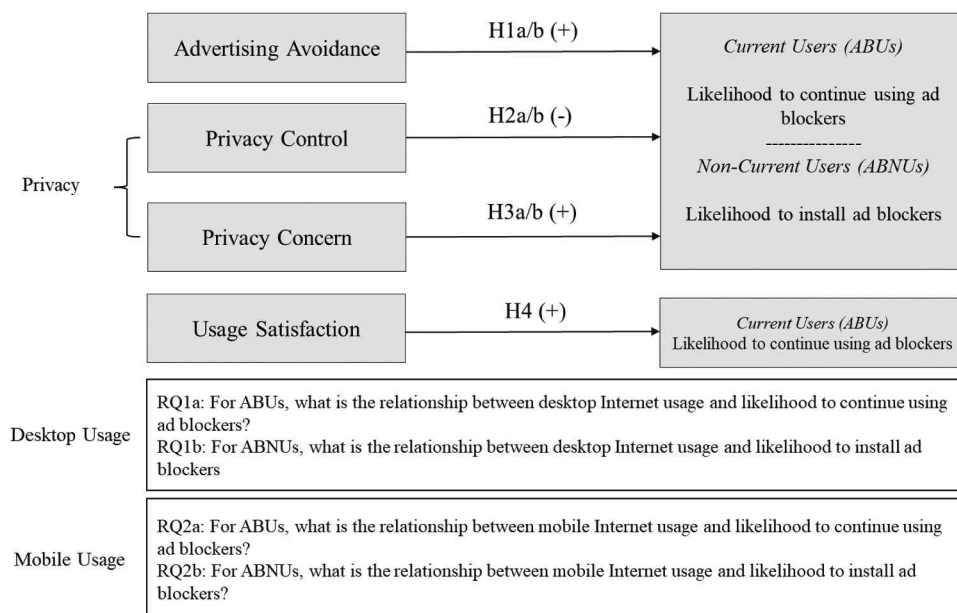 Advertising Avoidance
H1a/b (+)
Current Users (ABUs)
Likelihood to continue using ad
blockers
---------------
Non-Current Users (ABNUs)
Likelihood to install ad blockers
Privacy
Privacy Control
H2a/b (-)
Privacy Concern
H3a/b (+)
Usage Satisfaction
H4 (+)
Current Users (ABUs)
Likelihood to continue using ad blockers
Desktop Usage
RQ1a: For ABUs, what is the relationship between desktop Internet usage and likelihood to continue using
ad blockers?
RQ1b: For ABNUs, what is the relationship between desktop Internet usage and likelihood to install ad
blockers
Mobile Usage
RQ2a: For ABUs, what is the relationship between mobile Internet usage and likelihood to continue using
ad blockers?
RQ2b: For ABNUs, what is the relationship between mobile Internet usage and likelihood to install ad
blockers?